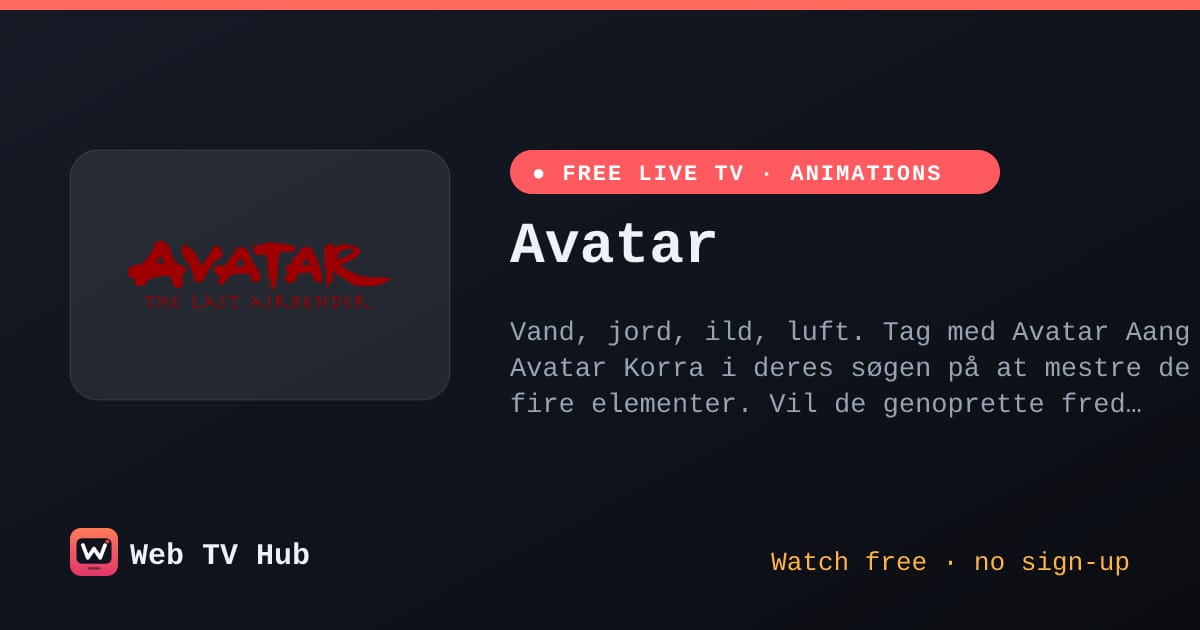 AVATAR
THE LAST AIRBENDER
● FREE LIVE TV · ANIMATIONS
Avatar
Vand, jord, ild, luft. Tag med Avatar Aang
Avatar Korra i deres søgen på at mestre de
fire elementer. Vil de genoprette fred…
W
Web TV Hub
Watch free · no sign-up